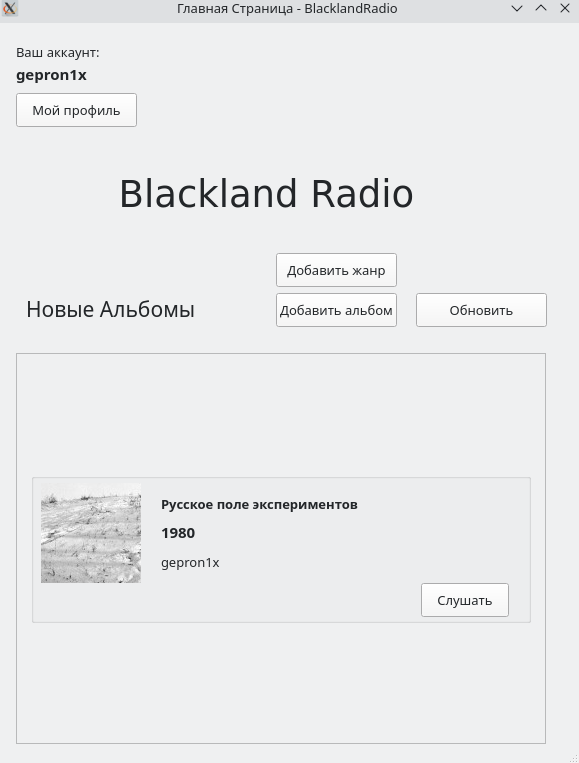 Главная Страница - BlacklandRadio
Ваш аккаунт:
gepron1x
Мой профиль
Blackland Radio
Добавить жанр
Новые Альбомы
Добавить альбом
Обновить
Русское поле экспериментов
1980
gepron1x
Слушать